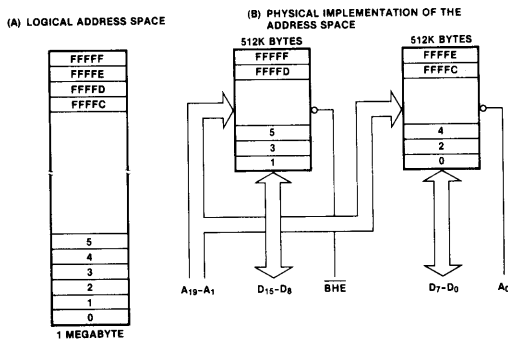 (A) LOGICAL ADDRESS SPACE
FFFFF
FFFFE
FFFFD
FFFFC
5
4
3
2
1
0
1 MEGABYTE
(B) PHYSICAL IMPLEMENTATION OF THE
ADDRESS SPACE
512K BYTES
FFFFF
FFFFD
5
3
1
512K BYTES
FFFFE
FFFFC
4
2
0
A19-A1
D15-D8
BHE
D7-D0
A0